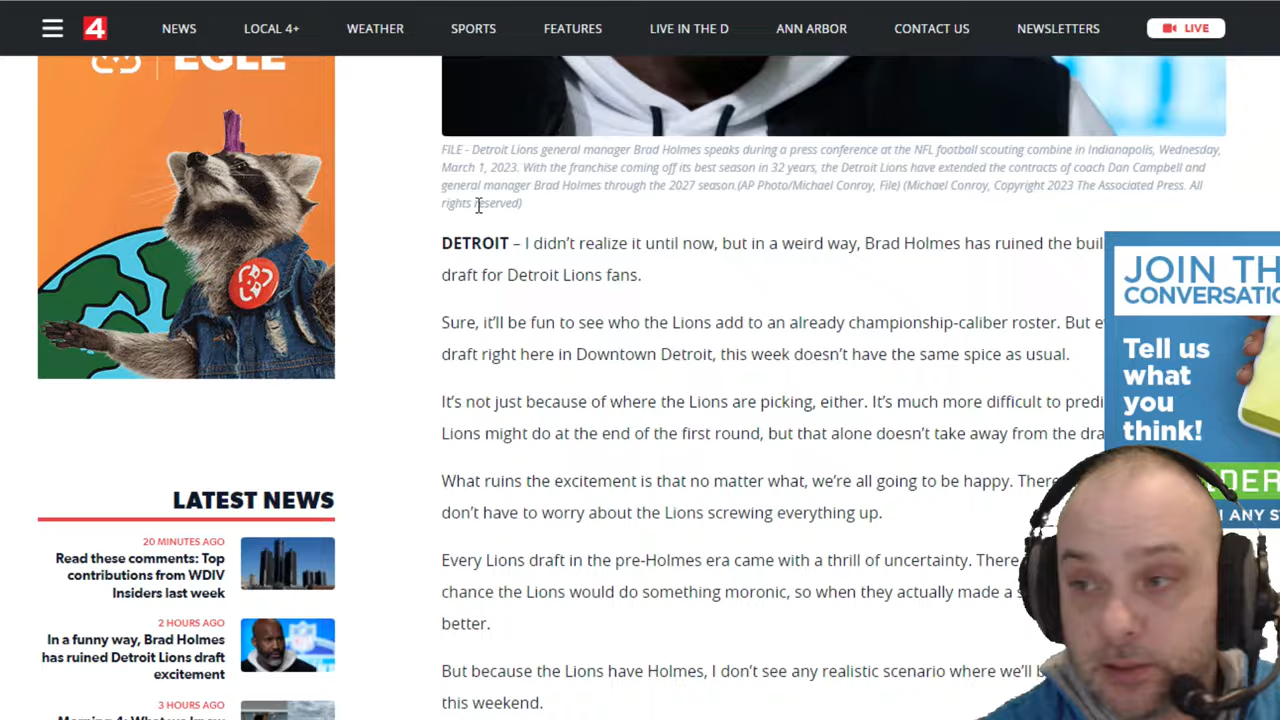 4
NEWS
LOCAL 4+
WEATHER
SPORTS
FEATURES
LIVE IN THE D
ANN ARBOR
CONTACT US
NEWSLETTERS
LIVE
EGLE
FILE - Detroit Lions general manager Brad Holmes speaks during a press conference at the NFL football scouting combine in Indianapolis, Wednesday,
March 1, 2023. With the franchise coming off its best season in 32 years, the Detroit Lions have extended the contracts of coach Dan Campbell and
general manager Brad Holmes through the 2027 season.(AP Photo/Michael Conroy, File) (Michael Conroy, Copyright 2023 The Associated Press. All
rights reserved)
DETROIT – I didn't realize it until now, but in a weird way, Brad Holmes has ruined the
draft for Detroit Lions fans.
Sure, it'll be fun to see who the Lions add to an already championship-caliber roster. But
draft right here in Downtown Detroit, this week doesn't have the same spice as usual.
It's not just because of where the Lions are picking, either. It's much more difficult to
Lions might do at the end of the first round, but that alone doesn't take away from the
What ruins the excitement is that no matter what, we're all going to be happy.
don't have to worry about the Lions screwing everything up.
Every Lions draft in the pre-Holmes era came with a thrill of uncertainty. There
chance the Lions would do something moronic, so when they actually made a
better.
But because the Lions have Holmes, I don't see any realistic scenario where we'll
this weekend.
JOIN
Tell us
what
you
think!
LATEST NEWS
20 MINUTES AGO
Read these comments: Top
contributions from WDIV
Insiders last week
2 HOURS AGO
In a funny way, Brad Holmes
has ruined Detroit Lions draft
excitement
3 HOURS AGO